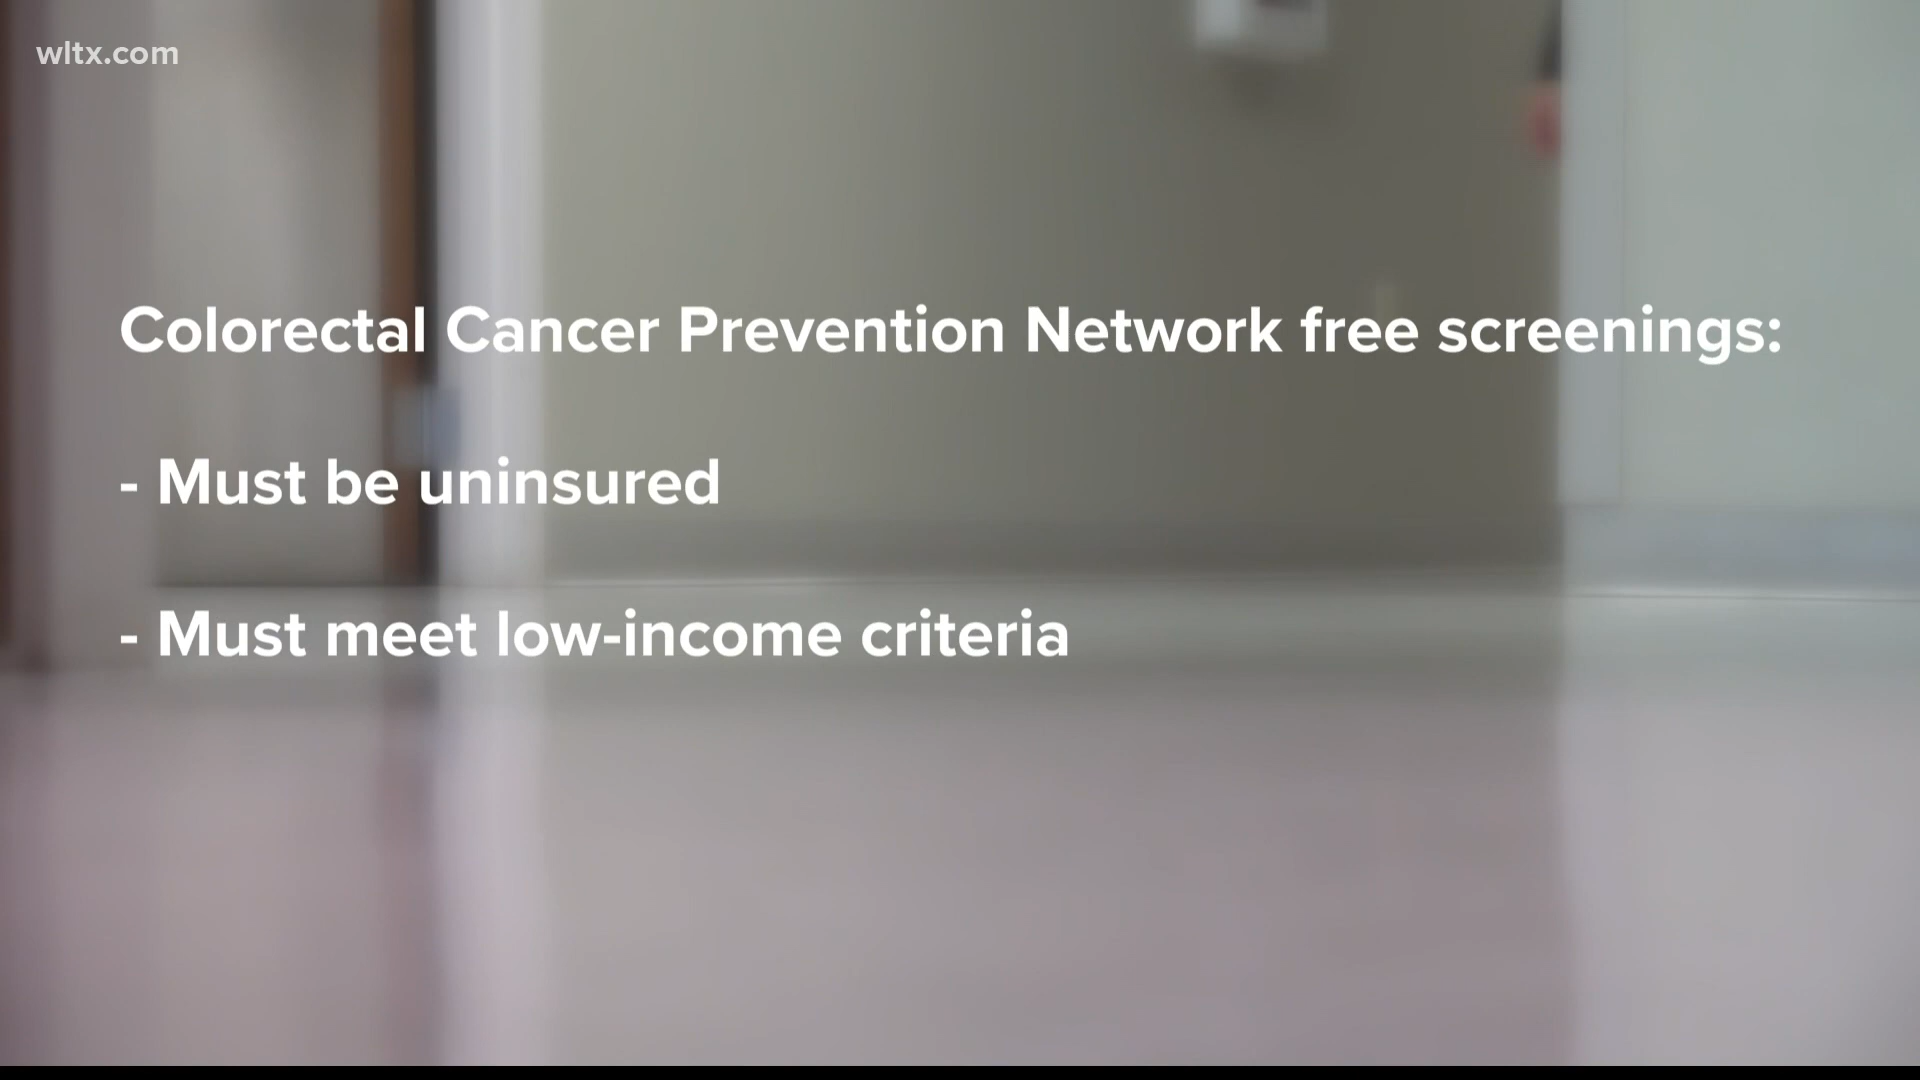 wltx.com
Colorectal Cancer Prevention Network free screenings:
- Must be uninsured
- Must meet low-income criteria